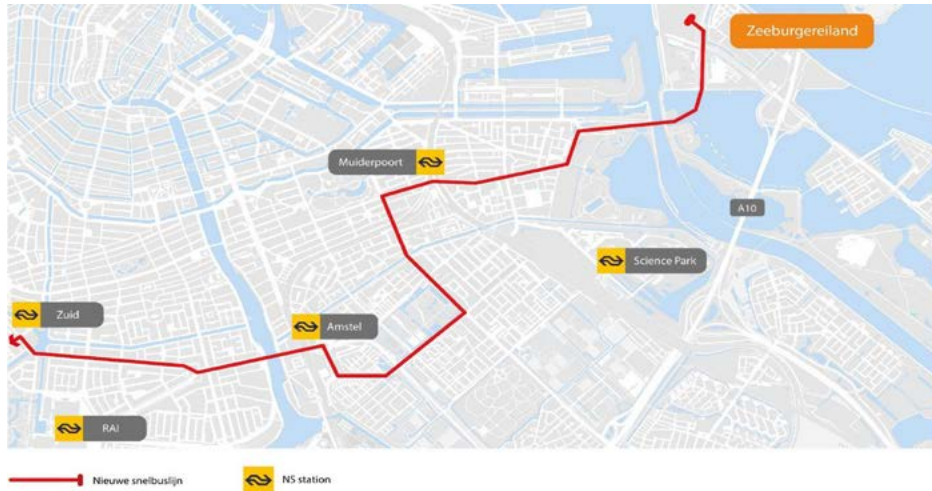 Zeeburgereiland
Muiderpoort
A10
Science Park
Zuid
Amstel
RAI
Nieuwe snelbuslijn
NS station